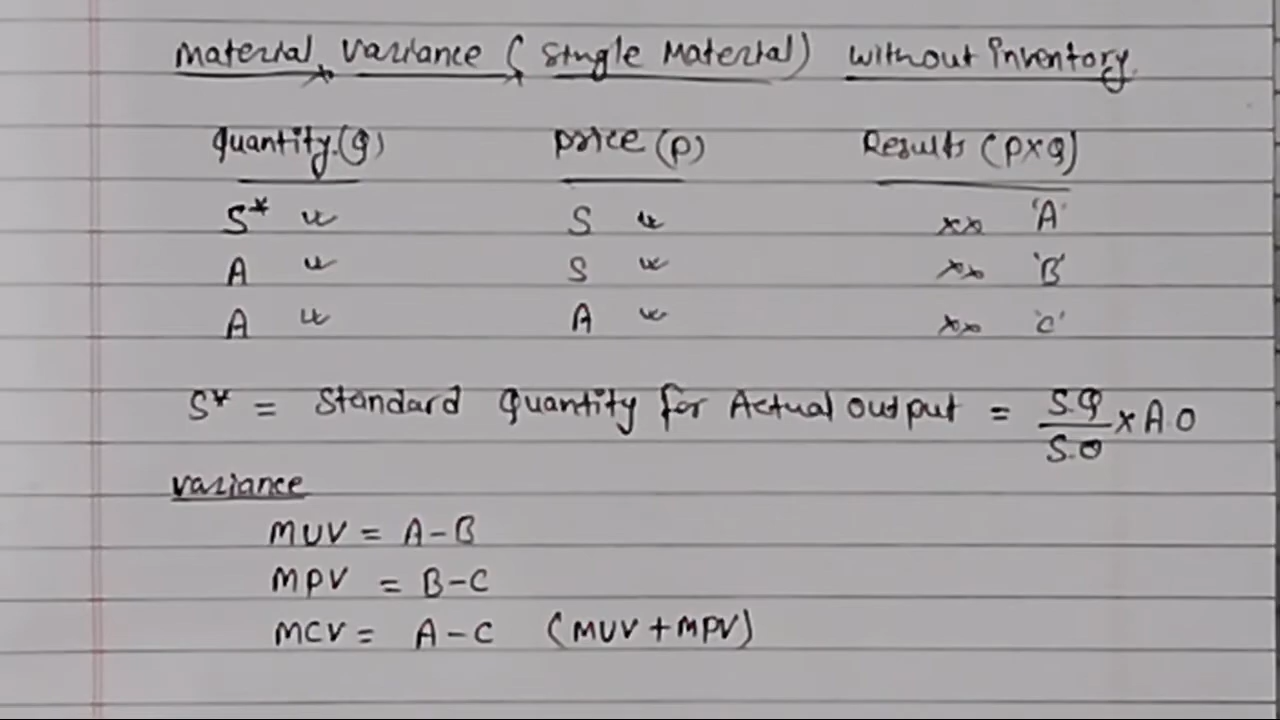 Material Variance (Single Material) without Inventory.
Quantity.(Q) Price (P) Results (P×Q)
S* " S " xx 'A'
A " S " xx 'B'
A " A " xx 'C'
S* = Standard Quantity for Actual output = S.Q/S.O × A.O
Variance
MUV = A-B
MPV = B-C
MCV = A-C (MUV+MPV)